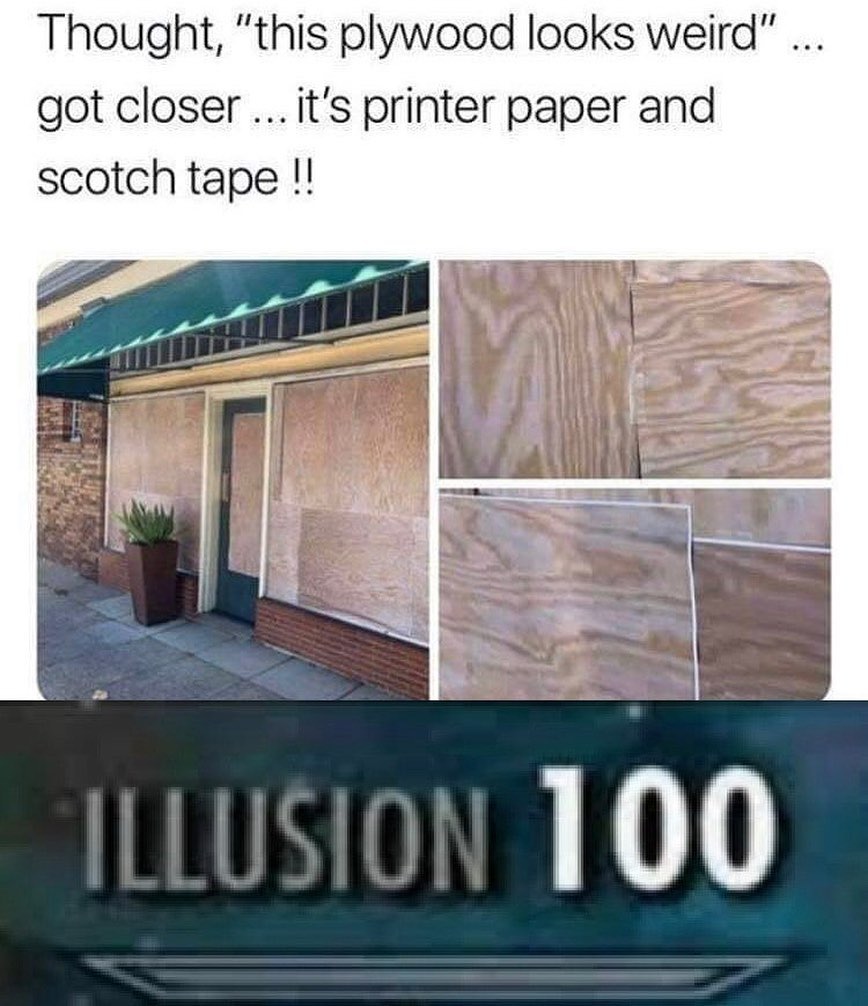 Thought, "this plywood looks weird" ...
got closer ... it's printer paper and
scotch tape !!
ILLUSION 100